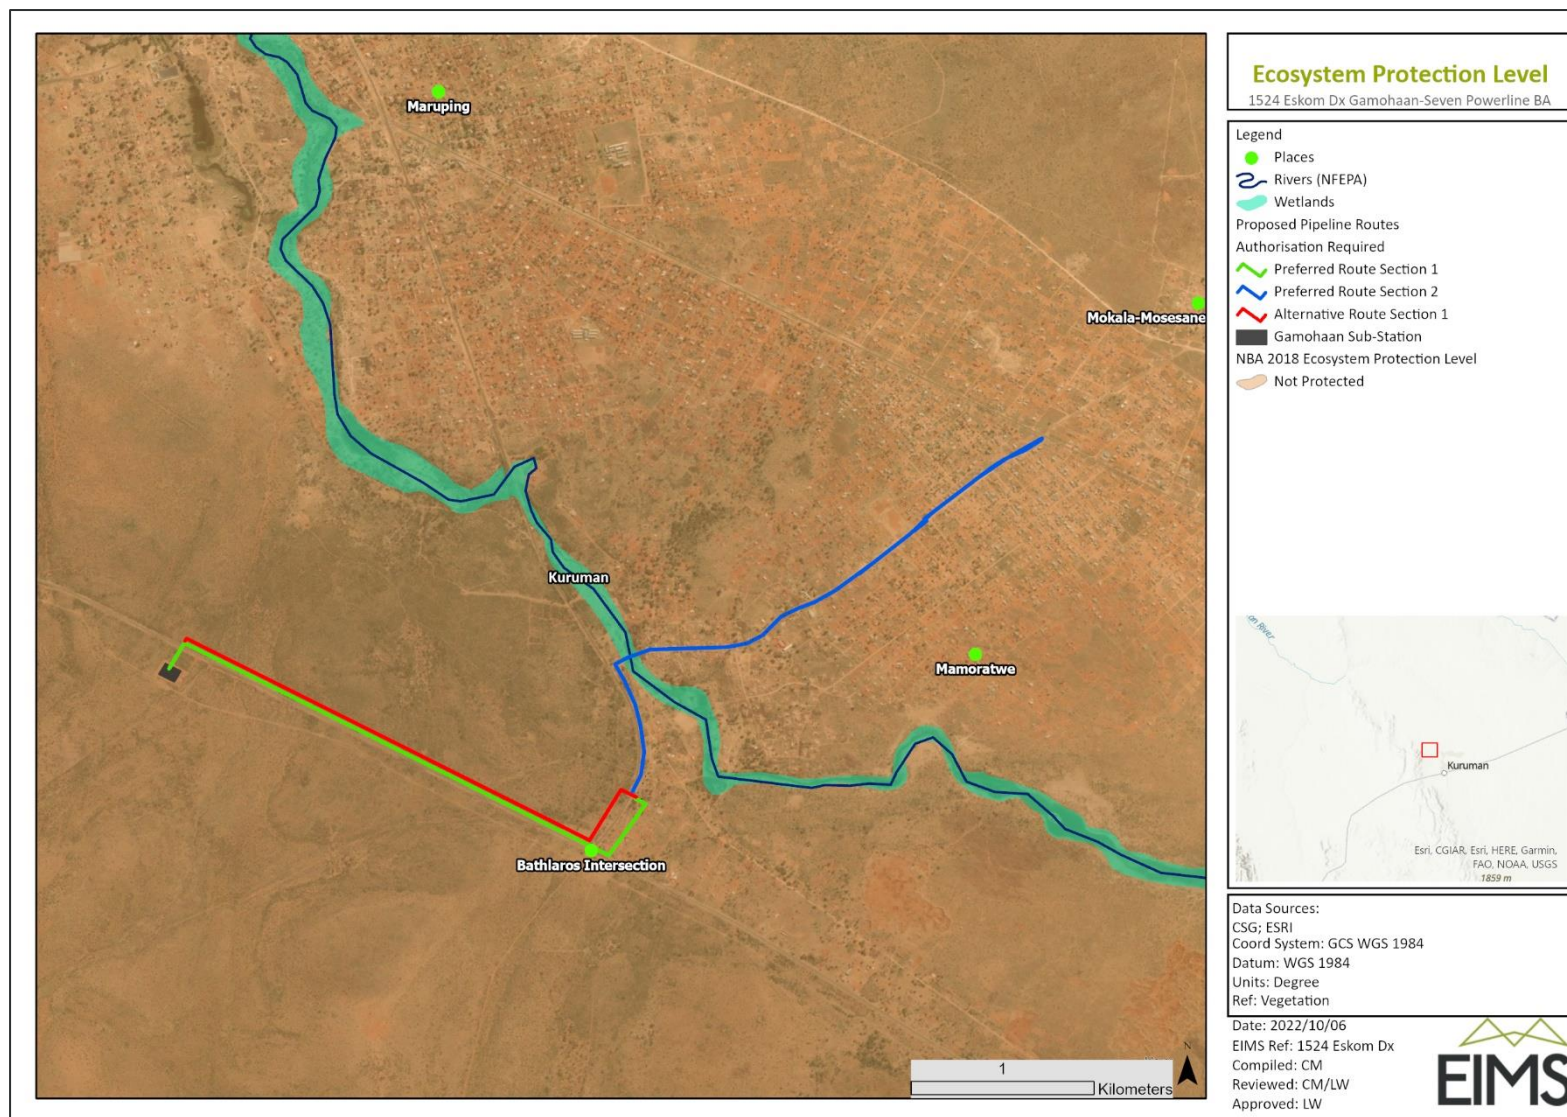 Maruping
Mokala-Mosesane
Kuruman
Mamoratwe
Bathlaros Intersection
1
Kilometers
N
Ecosystem Protection Level
1524 Eskom Dx Gamohaan-Seven Powerline BA
Legend
Places
Rivers (NFEPA)
Wetlands
Proposed Pipeline Routes
Authorisation Required
Preferred Route Section 1
Preferred Route Section 2
Alternative Route Section 1
Gamohaan Sub-Station
NBA 2018 Ecosystem Protection Level
Not Protected
River
Kuruman
Esri, CGIAR, Esri, HERE, Garmin,
FAO, NOAA, USGS
1859 m
Data Sources:
CSG; ESRI
Coord System: GCS WGS 1984
Datum: WGS 1984
Units: Degree
Ref: Vegetation
Date: 2022/10/06
EIMS Ref: 1524 Eskom Dx
Compiled: CM
Reviewed: CM/LW
Approved: LW
EIMS